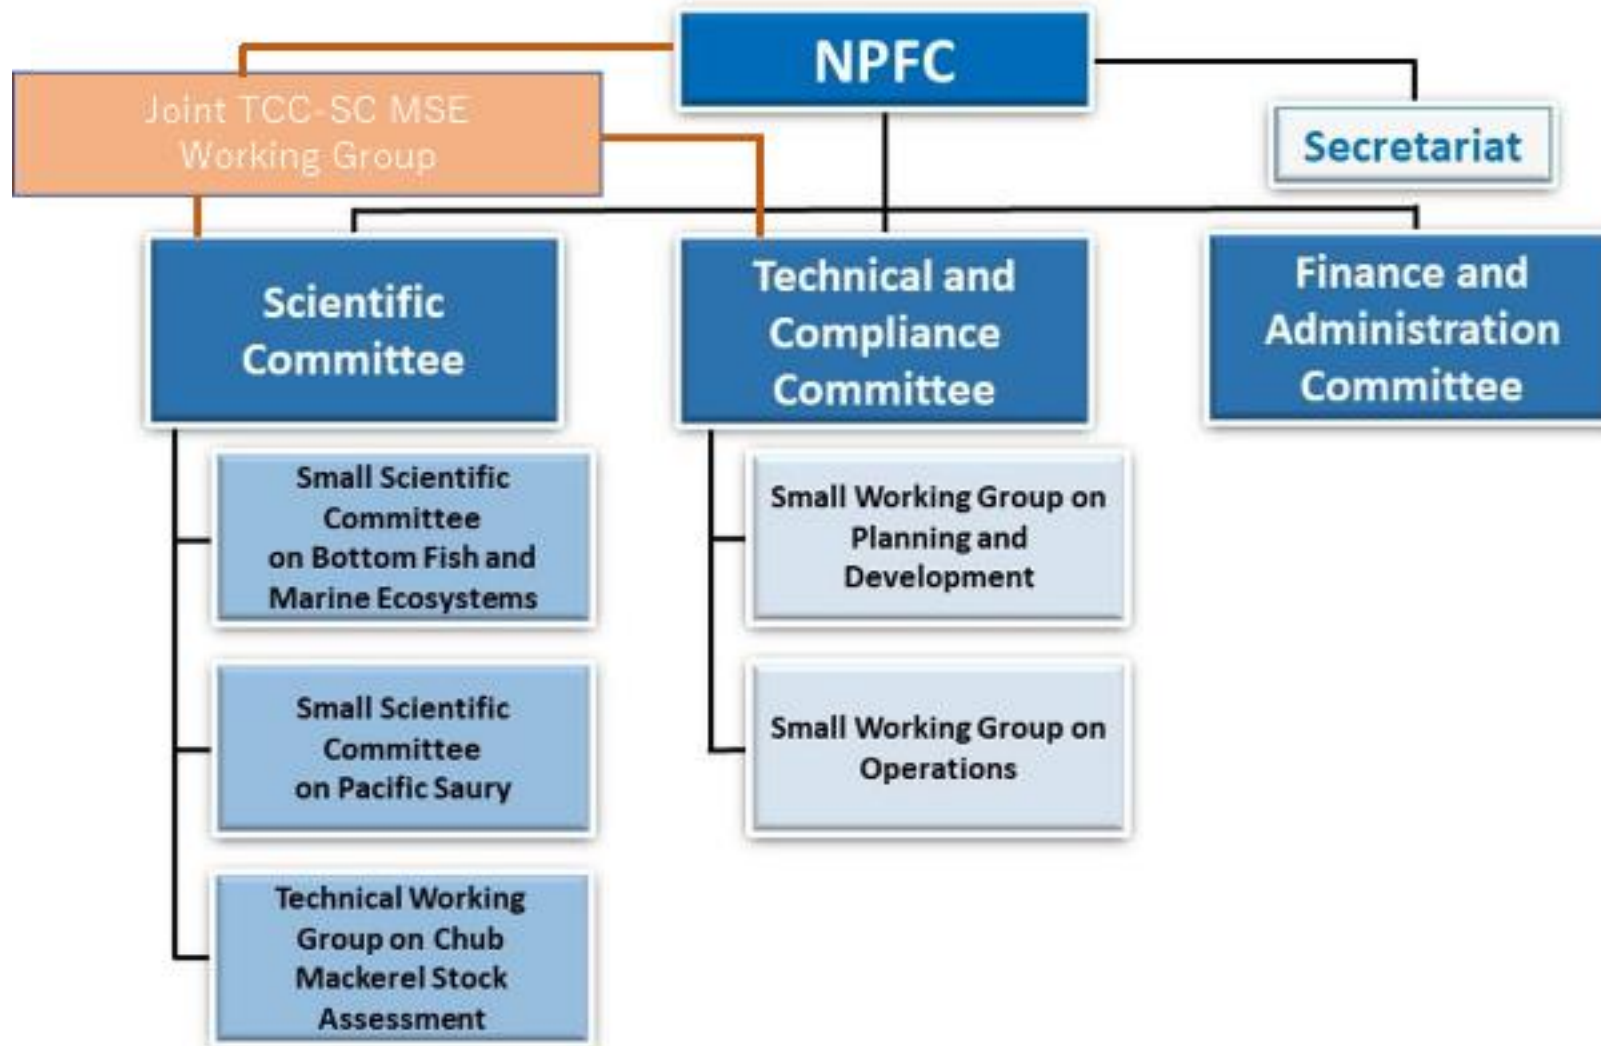 NPFC
Joint TCC-SC MSE
Working Group
Secretariat
Scientific
Committee
Technical and
Compliance
Committee
Finance and
Administration
Committee
Small Scientific
Committee
on Bottom Fish and
Marine Ecosystems
Small Working Group on
Planning and
Development
Small Scientific
Committee
on Pacific Saury
Small Working Group on
Operations
Technical Working
Group on Chub
Mackerel Stock
Assessment